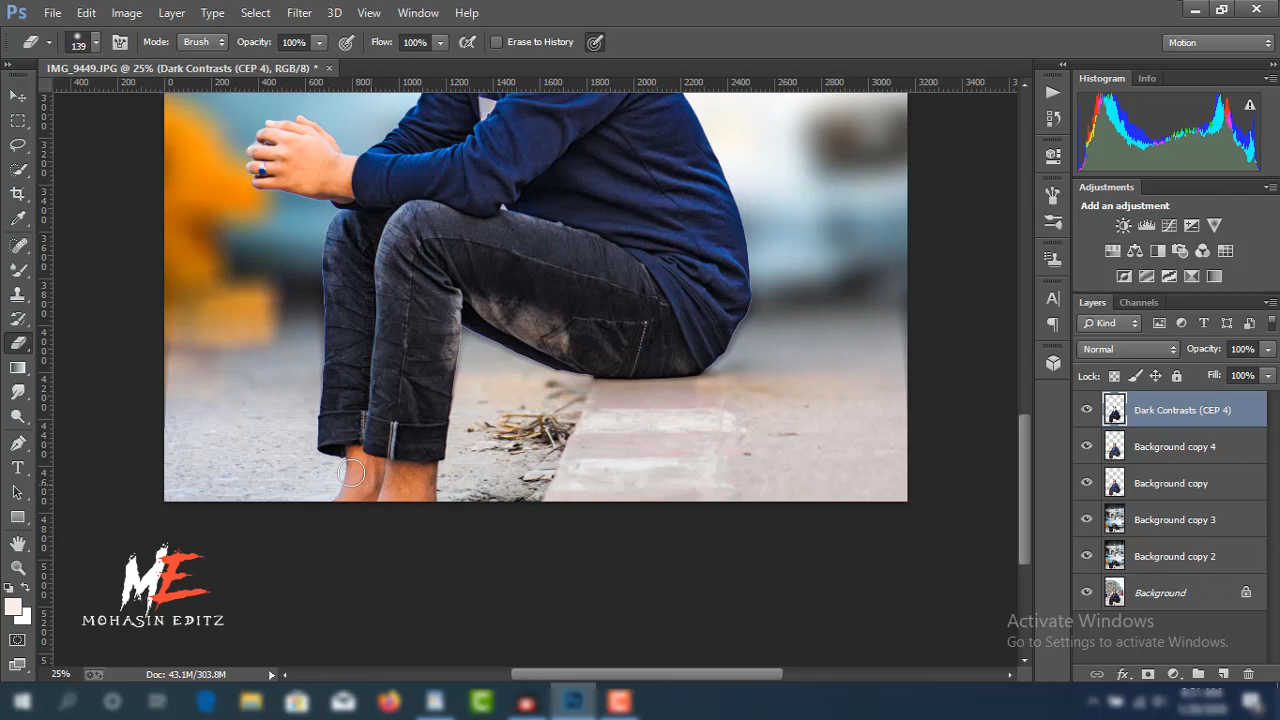 Ps File Edit Image Layer Type Select Filter 3D View Window Help
139 Mode: Brush Opacity: 100% Flow: 100% Erase to History Motion
IMG_9449.JPG @ 25% (Dark Contrasts (CEP 4), RGB/8) * ×
400 200 0 200 400 600 800 1000 1200 1400 1600 1800 2000 2200 2400 2600 2800 3000 3200 3400
Histogram Info
Adjustments
Add an adjustment
Layers Channels
Kind
Normal Opacity: 100%
Lock: Fill: 100%
Dark Contrasts (CEP 4)
Background copy 4
Background copy
Background copy 3
Background copy 2
Background
ME
MOHASIN EDITZ
Activate Windows
Go to Settings to activate Windows.
25% Doc: 43.1M/303.8M